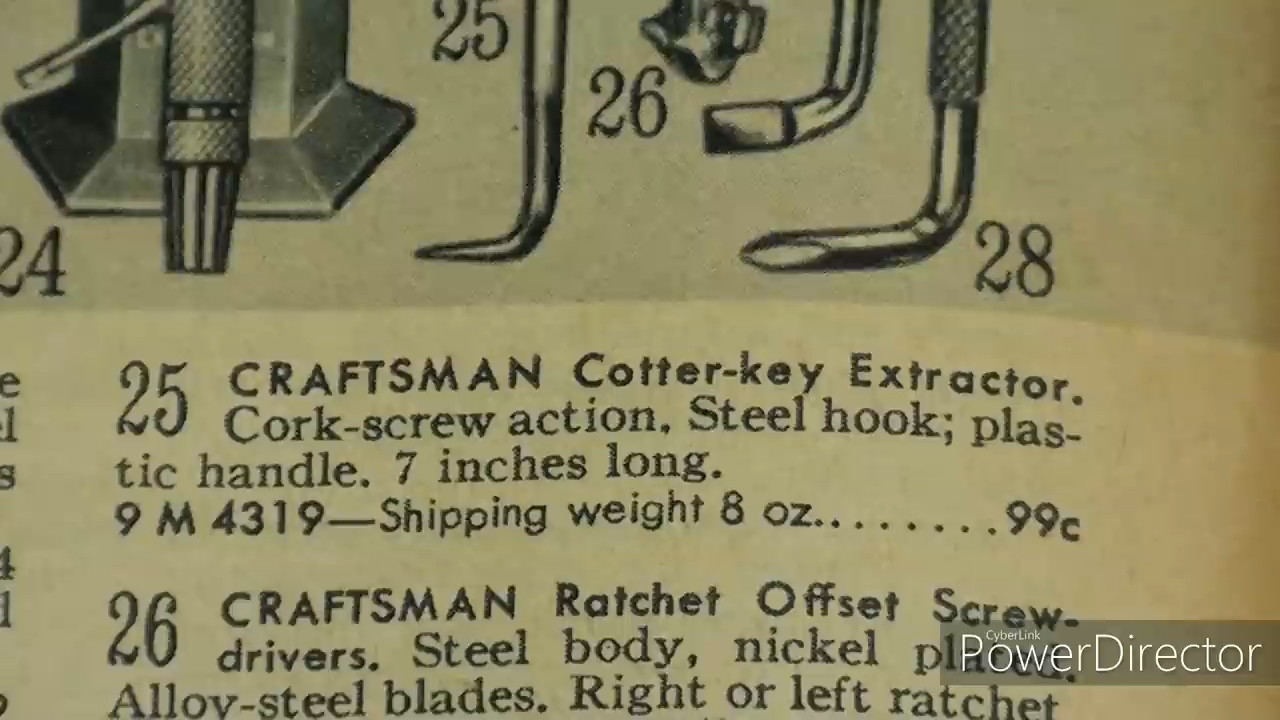 25
26
24
28
25 CRAFTSMAN Cotter-key Extractor.
Cork-screw action. Steel hook; plas-
tic handle. 7 inches long.
9 M 4319—Shipping weight 8 oz.........99c
26 CRAFTSMAN Ratchet Offset Screw-
drivers. Steel body, nickel plated.
Alloy-steel blades. Right or left ratchet
CyberLink
PowerDirector